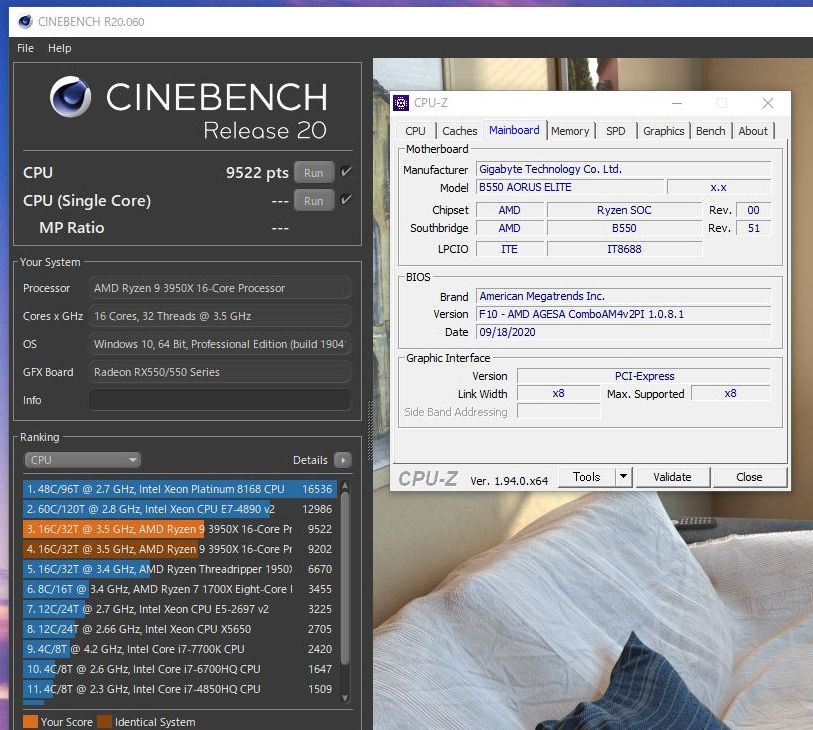 CINEBENCH R20.060
File Help
CINEBENCH
Release 20
CPU 9522 pts Run
CPU (Single Core) --- Run
MP Ratio ---
Your System
Processor AMD Ryzen 9 3950X 16-Core Processor
Cores x GHz 16 Cores, 32 Threads @ 3.5 GHz
OS Windows 10, 64 Bit, Professional Edition (build 1904
GFX Board Radeon RX550/550 Series
Info
Ranking
CPU Details
1. 48C/96T @ 2.7 GHz, Intel Xeon Platinum 8168 CPU 16536
2. 60C/120T @ 2.8 GHz, Intel Xeon CPU E7-4890 v2 12986
3. 16C/32T @ 3.5 GHz, AMD Ryzen 9 3950X 16-Core Pr 9522
4. 16C/32T @ 3.5 GHz, AMD Ryzen 9 3950X 16-Core Pr 9202
5. 16C/32T @ 3.4 GHz, AMD Ryzen Threadripper 1950X 6670
6. 8C/16T @ 3.4 GHz, AMD Ryzen 7 1700X Eight-Core 3455
7. 12C/24T @ 2.7 GHz, Intel Xeon CPU E5-2697 v2 3225
8. 12C/24T @ 2.66 GHz, Intel Xeon CPU X5650 2705
9. 4C/8T @ 4.2 GHz, Intel Core i7-7700K CPU 2420
10. 4C/8T @ 2.6 GHz, Intel Core i7-6700HQ CPU 1647
11. 4C/8T @ 2.3 GHz, Intel Core i7-4850HQ CPU 1509
Your Score Identical System
CPU-Z
CPU Caches Mainboard Memory SPD Graphics Bench About
Motherboard
Manufacturer Gigabyte Technology Co. Ltd.
Model B550 AORUS ELITE x.x
Chipset AMD Ryzen SOC Rev. 00
Southbridge AMD B550 Rev. 51
LPCIO ITE IT8688
BIOS
Brand American Megatrends Inc.
Version F10 - AMD AGESA ComboAM4v2PI 1.0.8.1
Date 09/18/2020
Graphic Interface
Version PCI-Express
Link Width x8 Max. Supported x8
Side Band Addressing
CPU-Z Ver. 1.94.0.x64 Tools Validate Close